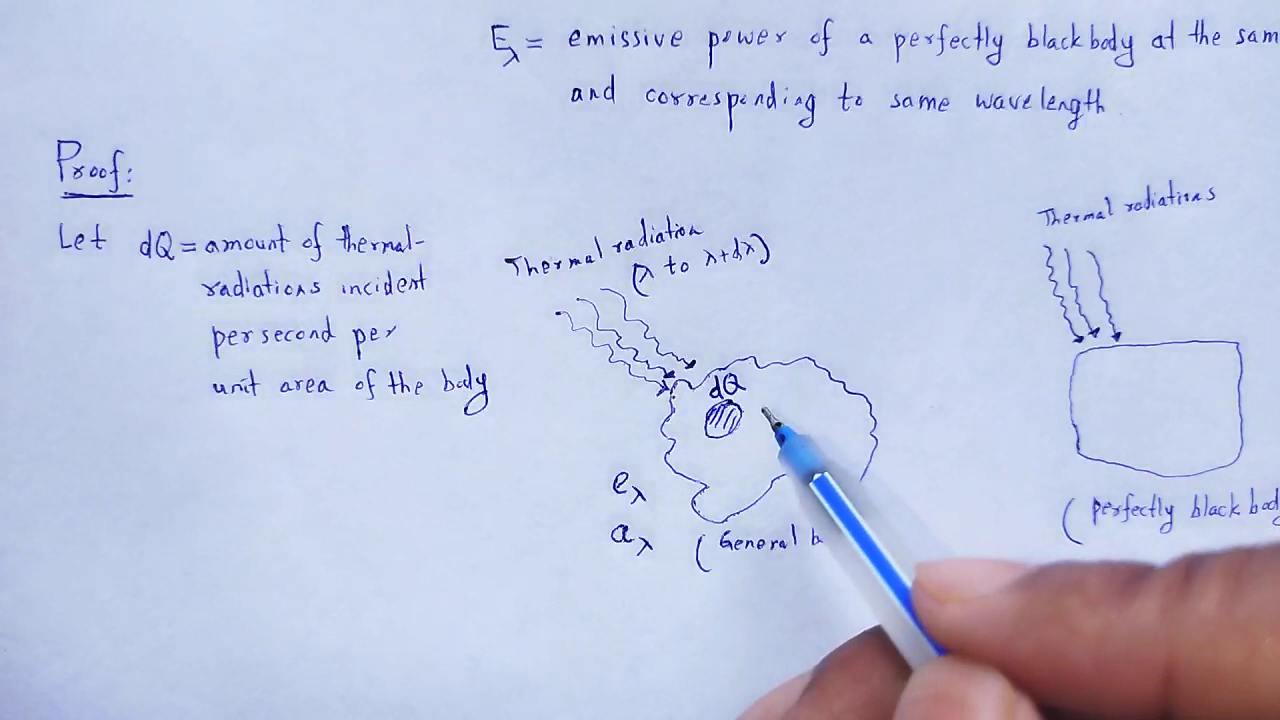 Eλ = emissive power of a perfectly blackbody at the sam
and corresponding to same wavelength
Proof:
Let dQ = amount of thermal-
radiations incident
per second per
unit area of the body
Thermal radiation
(λ to λ+dλ)
dQ
eλ
aλ
(General b
Thermal radiations
(perfectly black body